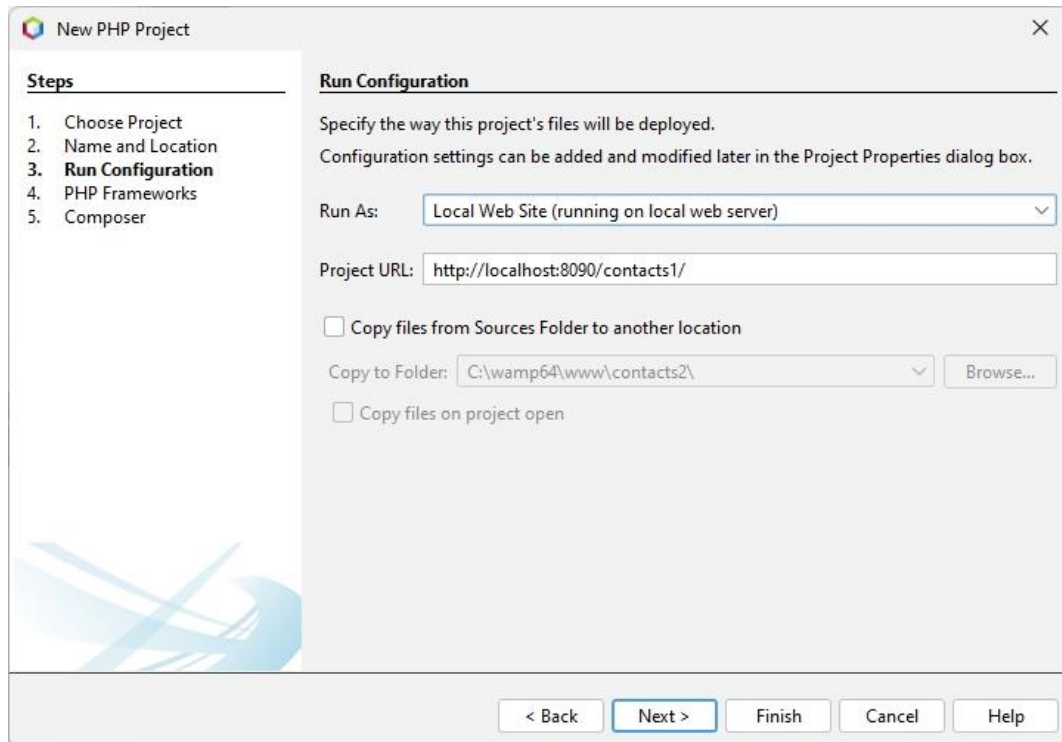 New PHP Project
Steps
1. Choose Project
2. Name and Location
3. Run Configuration
4. PHP Frameworks
5. Composer
Run Configuration
Specify the way this project's files will be deployed.
Configuration settings can be added and modified later in the Project Properties dialog box.
Run As: Local Web Site (running on local web server)
Project URL: http://localhost:8090/contacts1/
Copy files from Sources Folder to another location
Copy to Folder: C:\wamp64\www\contacts2\ Browse...
Copy files on project open
< Back Next > Finish Cancel Help